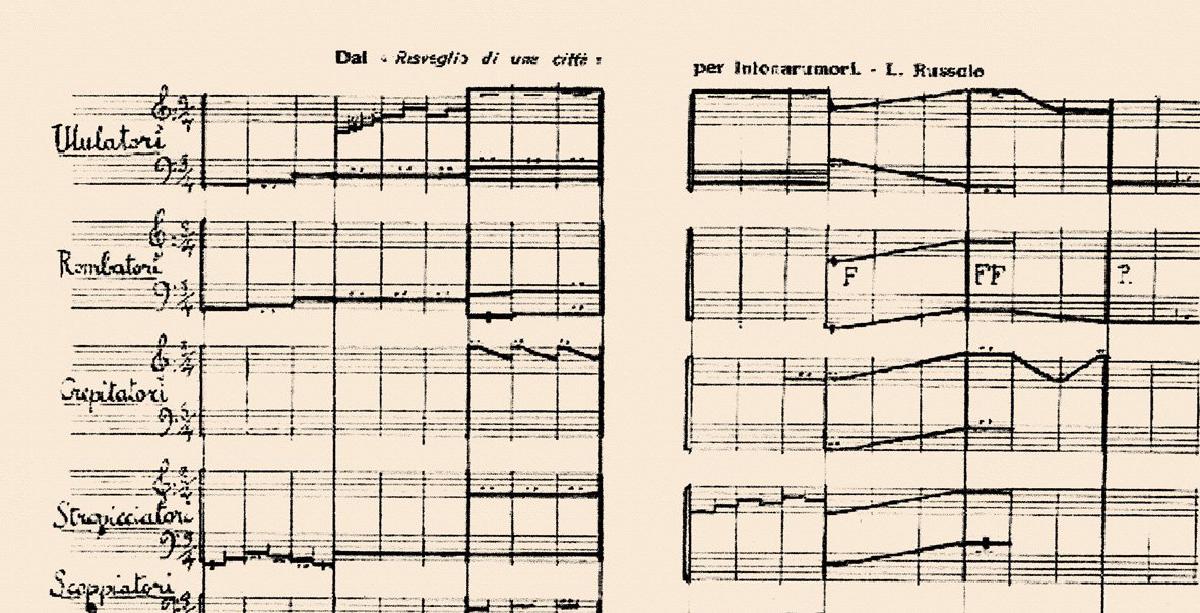 Dal « Risveglio di una città »
per Intonarumori. - L. Russolo
Ululatori
Rombatori
F FF P.
Crepitatori
Stropicciatori
Scoppiatori